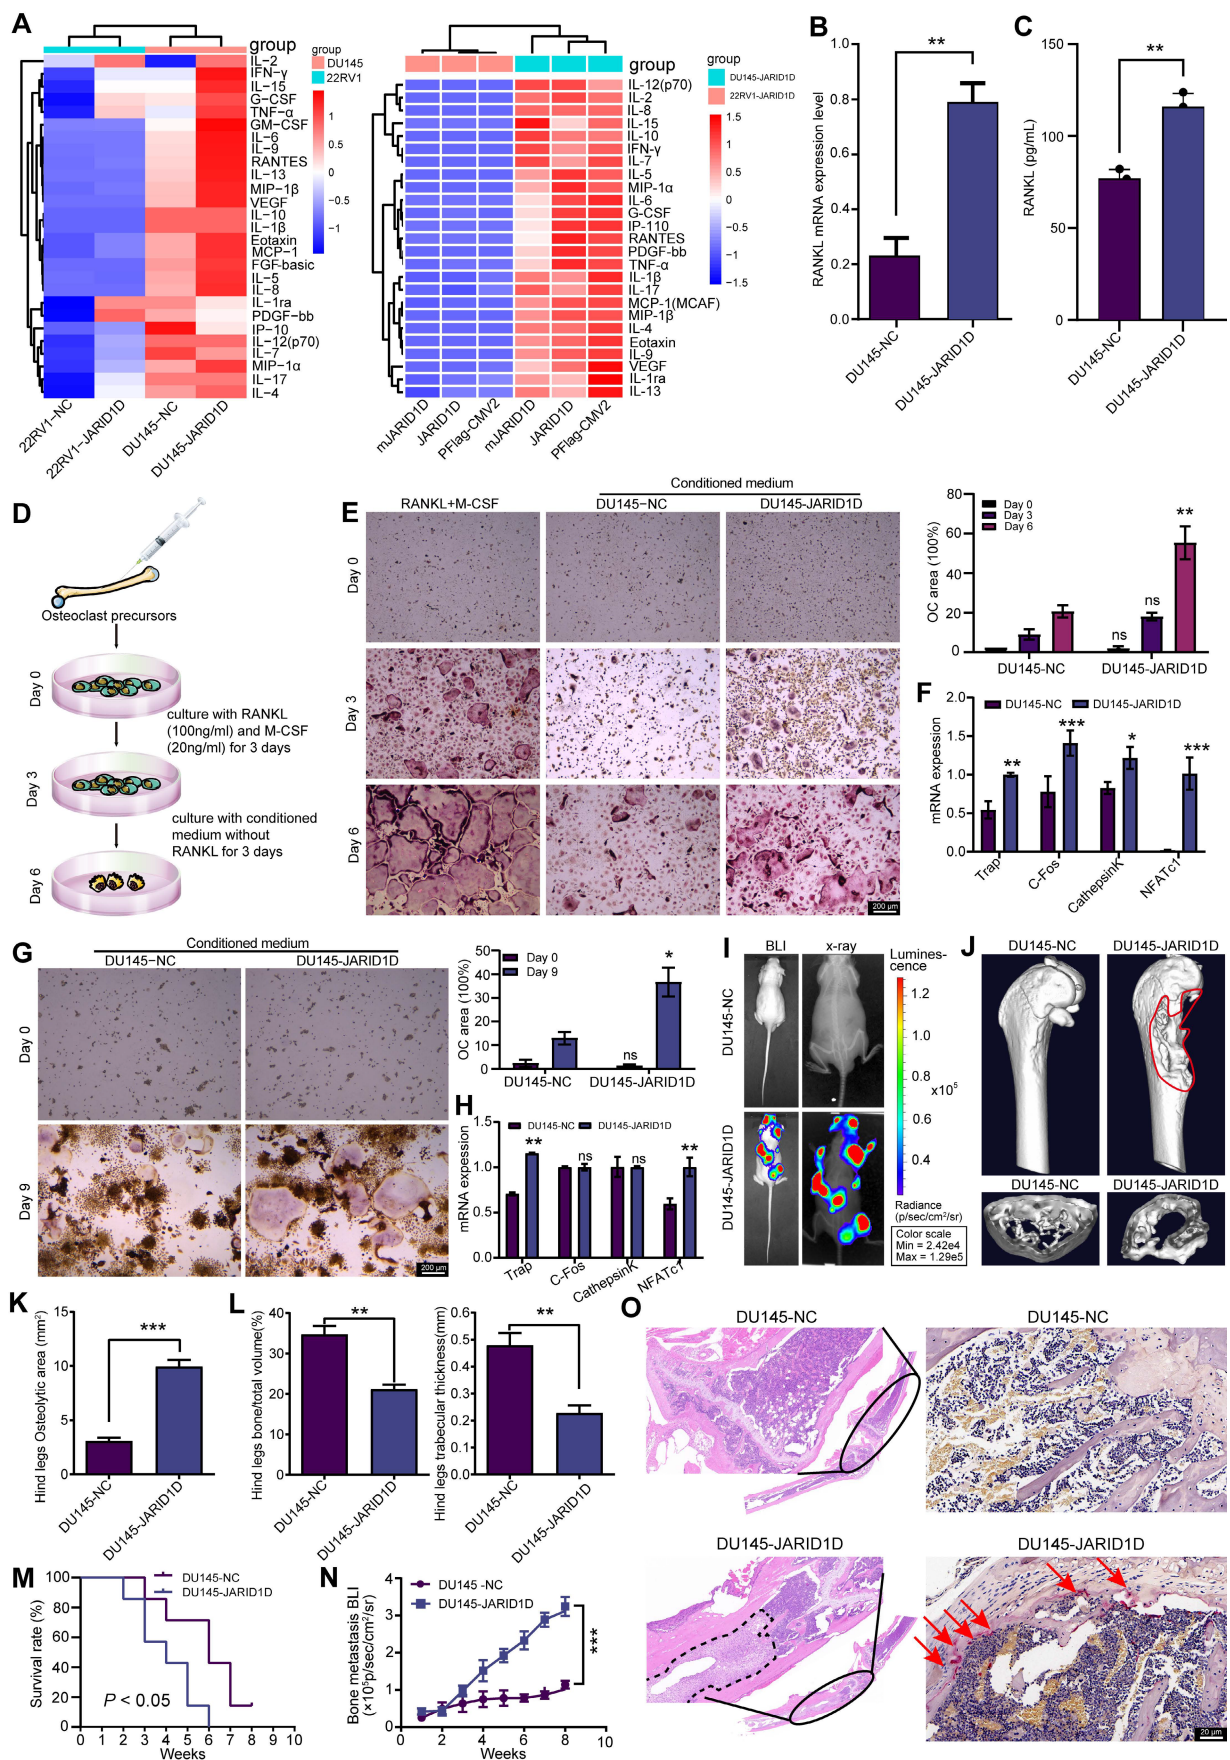 A
group
group
DU145
22RV1
IL-2
IFN-γ
IL-15
G-CSF
TNF-α
GM-CSF
IL-6
IL-9
RANTES
IL-13
MIP-1β
VEGF
IL-10
IL-1β
Eotaxin
MCP-1
FGF-basic
IL-5
IL-8
IL-1ra
PDGF-bb
IP-10
IL-12(p70)
IL-7
MIP-1α
IL-17
IL-4
1
0.5
0
−0.5
−1
22RV1-NC
22RV1-JARID1D
DU145-NC
DU145-JARID1D
group
group
DU145-JARID1D
22RV1-JARID1D
IL-12(p70)
IL-2
IL-8
IL-15
IL-10
IFN-γ
IL-7
IL-5
MIP-1α
IL-6
G-CSF
IP-110
RANTES
PDGF-bb
TNF-α
IL-1β
IL-17
MCP-1(MCAF)
MIP-1β
IL-4
Eotaxin
IL-9
VEGF
IL-1ra
IL-13
1.5
1
0.5
0
−0.5
−1
−1.5
mJARID1D
JARID1D
PFlag-CMV2
mJARID1D
JARID1D
PFlag-CMV2
B
RANKL mRNA expression level
1.0
0.8
0.6
0.4
0.2
0.0
**
DU145-NC
DU145-JARID1D
C
RANKL (pg/mL)
150
100
50
0
**
DU145-NC
DU145-JARID1D
D
Osteoclast precursors
Day 0
culture with RANKL
(100ng/ml) and M-CSF
(20ng/ml) for 3 days
Day 3
culture with conditioned
medium without
RANKL for 3 days
Day 6
E
Conditioned medium
RANKL+M-CSF
DU145−NC
DU145-JARID1D
Day 0
Day 3
Day 6
200 μm
OC area (100%)
80
60
40
20
0
Day 0
Day 3
Day 6
ns
ns
**
DU145-NC
DU145-JARID1D
F
mRNA expession
2.0
1.5
1.0
0.5
0.0
DU145-NC
DU145-JARID1D
**
***
*
***
Trap
C-Fos
CathepsinK
NFATc1
G
Conditioned medium
DU145−NC
DU145-JARID1D
Day 0
Day 9
200 μm
OC area (100%)
50
40
30
20
10
0
Day 0
Day 9
ns
*
DU145-NC
DU145-JARID1D
H
mRNA expression
1.5
1.0
0.5
0.0
DU145-NC
DU145-JARID1D
**
ns
ns
**
Trap
C-Fos
CathepsinK
NFATc1
I
BLI
x-ray
DU145-NC
DU145-JARID1D
Lumines-
cence
1.2
1.0
0.8
x10⁵
0.6
0.4
Radiance
(p/sec/cm²/sr)
Color scale
Min = 2.42e4
Max = 1.29e5
J
DU145-NC
DU145-JARID1D
DU145-NC
DU145-JARID1D
K
Hind legs Osteolytic area (mm²)
15
10
5
0
***
DU145-NC
DU145-JARID1D
L
Hind legs bone/total volume(%)
40
30
20
10
0
**
DU145-NC
DU145-JARID1D
Hind legs trabecular thickness(mm)
0.6
0.5
0.4
0.3
0.2
0.1
0.0
**
DU145-NC
DU145-JARID1D
M
Survival rate (%)
100
80
60
40
20
0
DU145-NC
DU145-JARID1D
P < 0.05
0 1 2 3 4 5 6 7 8 9 10
Weeks
N
Bone metastasis BLI
(×10⁵p/sec/cm²/sr)
4
3
2
1
0
DU145 -NC
DU145-JARID1D
***
0 2 4 6 8 10
Weeks
O
DU145-NC
DU145-JARID1D
DU145-NC
DU145-JARID1D
20 μm